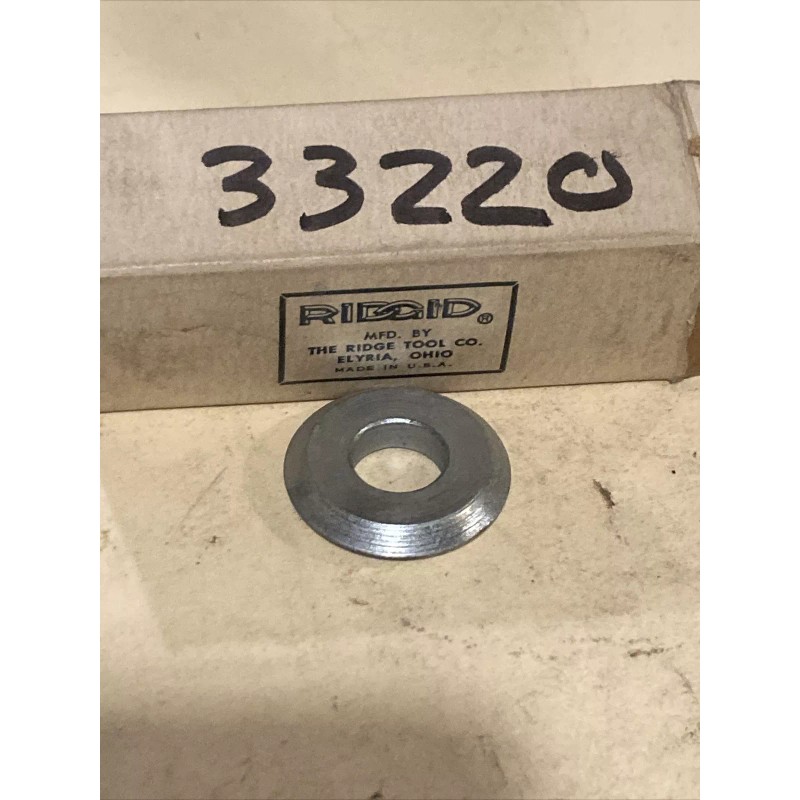 33220
RIDGID®
MFD. BY
THE RIDGE TOOL CO.
ELYRIA, OHIO
MADE IN U.S.A.